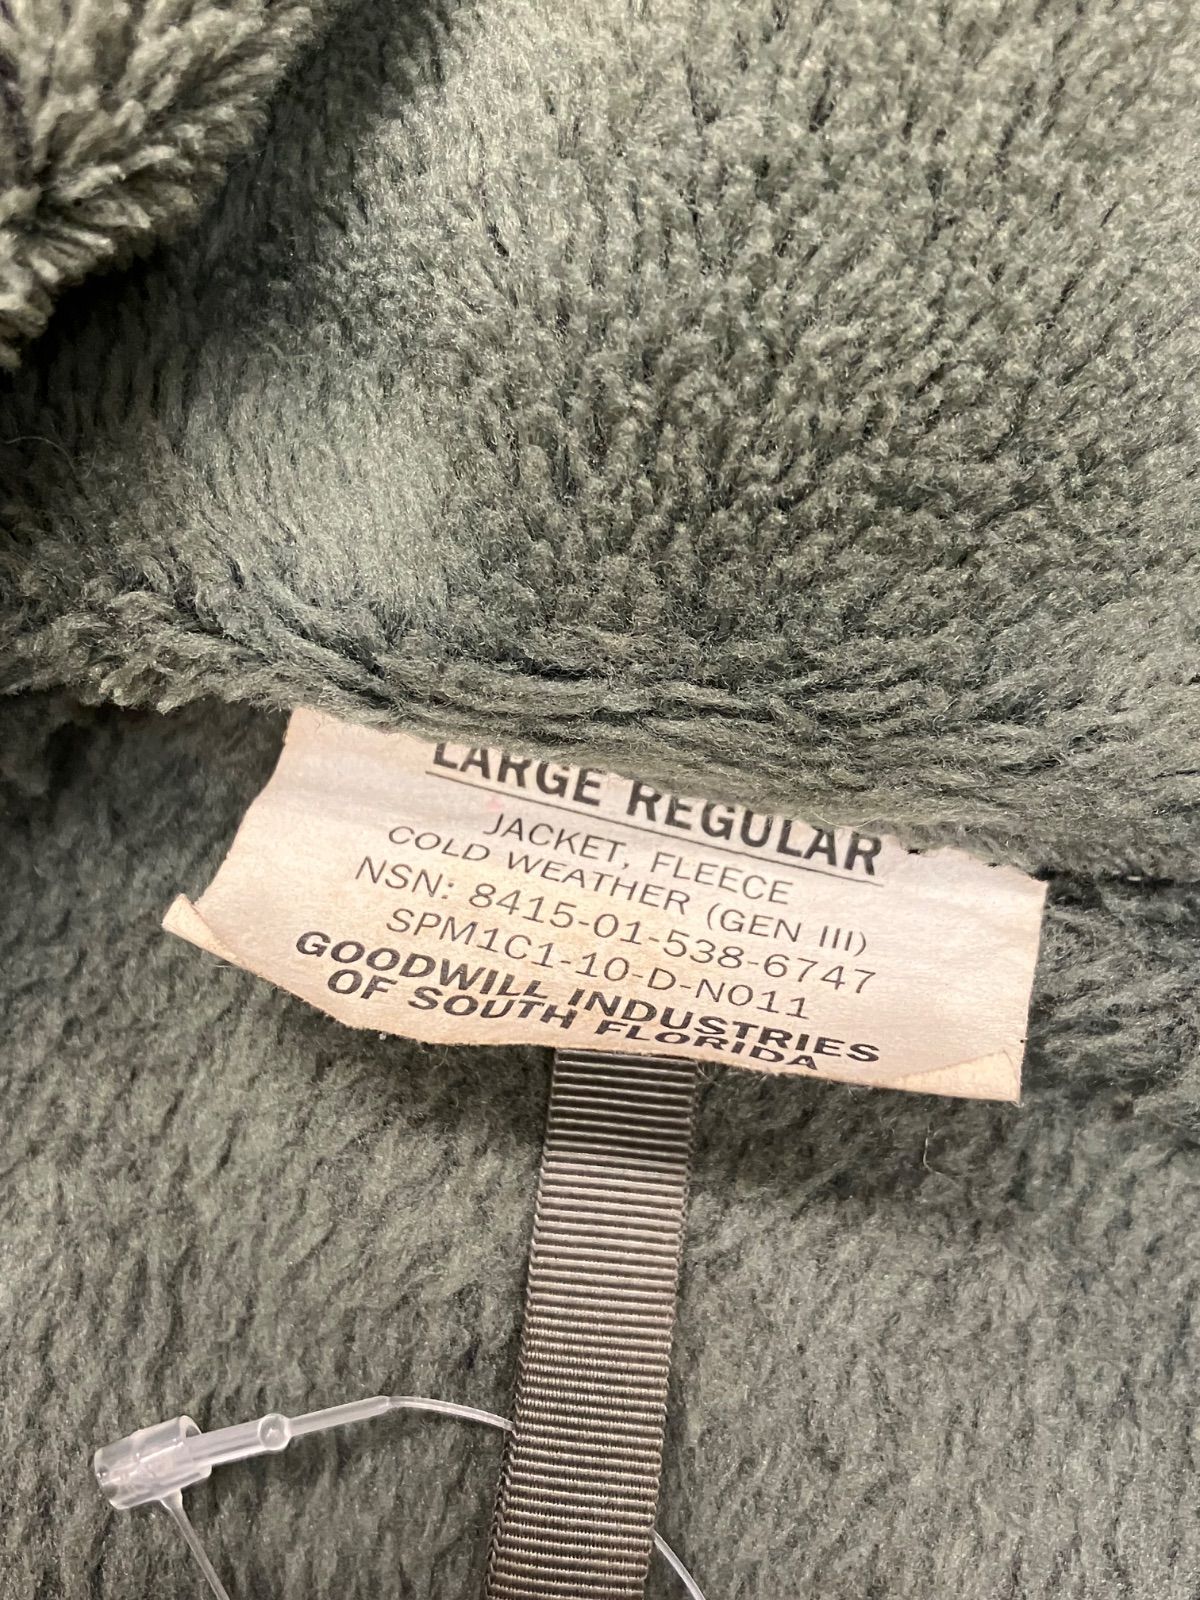 LARGE REGULAR
JACKET, FLEECE
COLD WEATHER (GEN III)
NSN: 8415-01-538-6747
SPM1C1-10-D-N011
GOODWILL INDUSTRIES
OF SOUTH FLORIDA